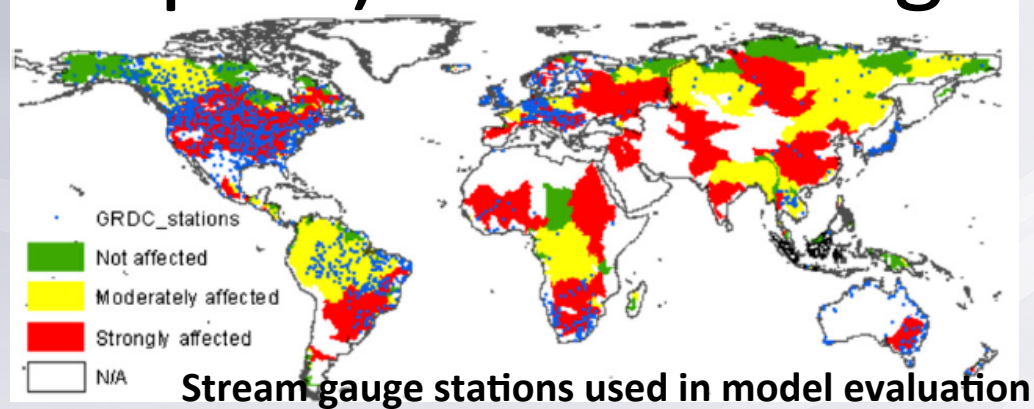 GRDC_stations
Not affected
Moderately affected
Strongly affected
N/A
Stream gauge stations used in model evaluation